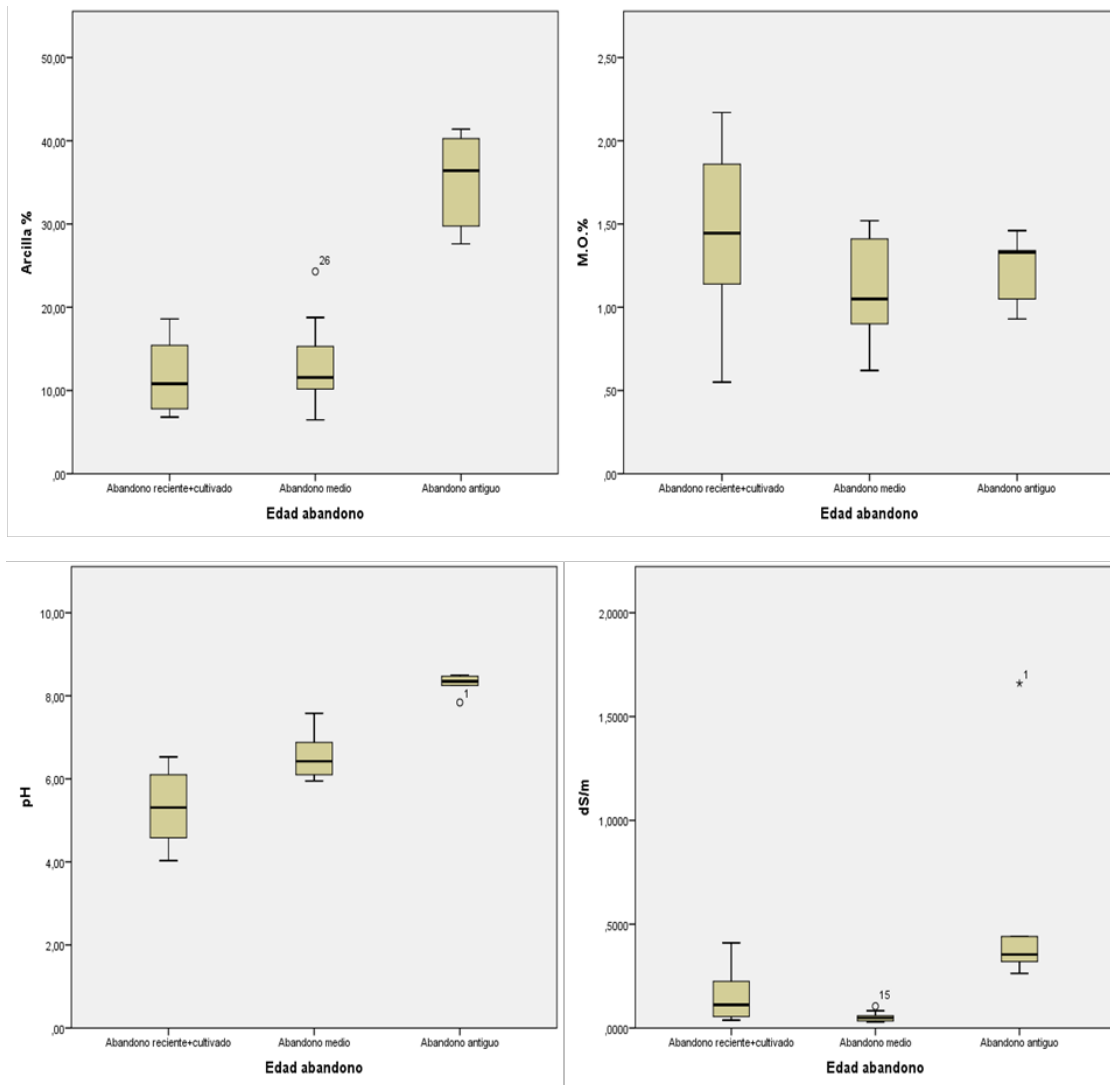 50,00
40,00
30,00
20,00
10,00
,00
Arcilla %
26
Abandono reciente+cultivado Abandono medio Abandono antiguo
Edad abandono
2,50
2,00
1,50
1,00
,50
,00
M.O.%
Abandono reciente+cultivado Abandono medio Abandono antiguo
Edad abandono
10,00
8,00
6,00
4,00
2,00
,00
pH
1
Abandono reciente+cultivado Abandono medio Abandono antiguo
Edad abandono
2,0000
1,5000
1,0000
,5000
,0000
dS/m
1
15
Abandono reciente+cultivado Abandono medio Abandono antiguo
Edad abandono